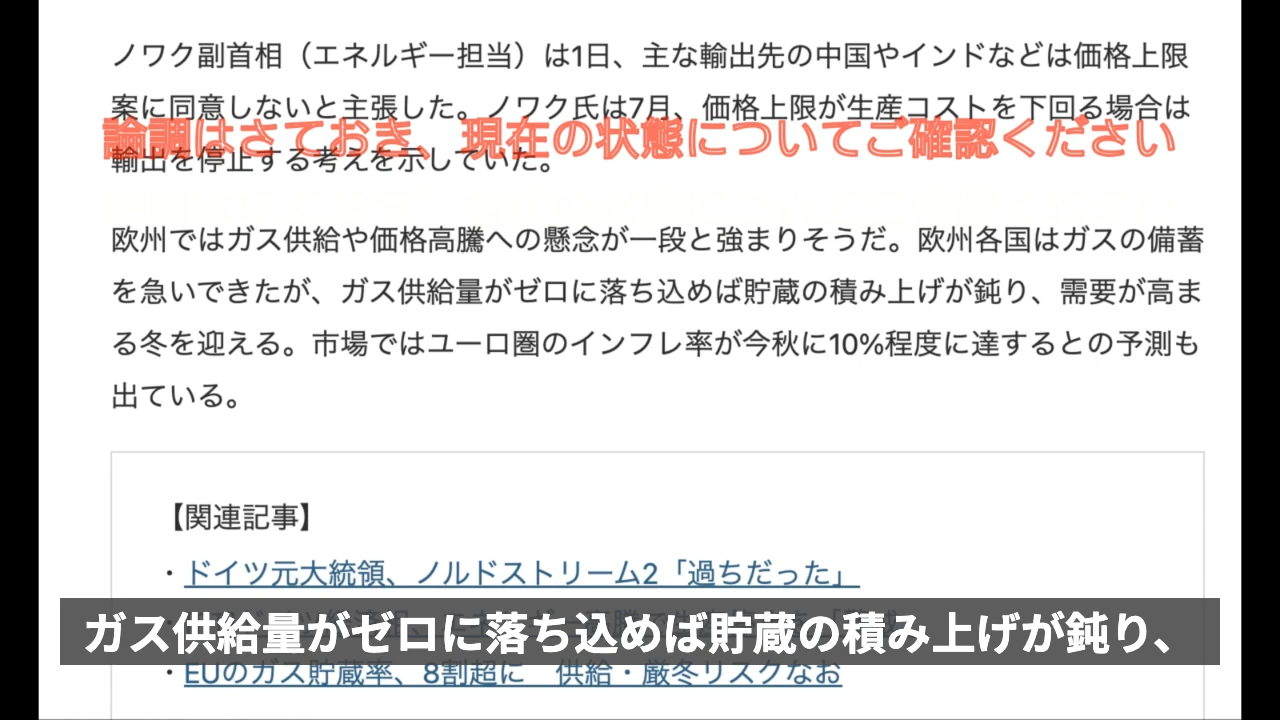 ノワク副首相（エネルギー担当）は1日、主な輸出先の中国やインドなどは価格上限
案に同意しないと主張した。ノワク氏は7月、価格上限が生産コストを下回る場合は
論調はさておき、現在の状態についてご確認ください
輸出を停止する考えを示していた。
欧州ではガス供給や価格高騰への懸念が一段と強まりそうだ。欧州各国はガスの備蓄
を急いできたが、ガス供給量がゼロに落ち込めば貯蔵の積み上げが鈍り、需要が高ま
る冬を迎える。市場ではユーロ圏のインフレ率が今秋に10%程度に達するとの予測も
出ている。
【関連記事】
・ドイツ元大統領、ノルドストリーム2「過ちだった」
ガス供給量がゼロに落ち込めば貯蔵の積み上げが鈍り、
・EUのガス貯蔵率、8割超に　供給・厳冬リスクなお